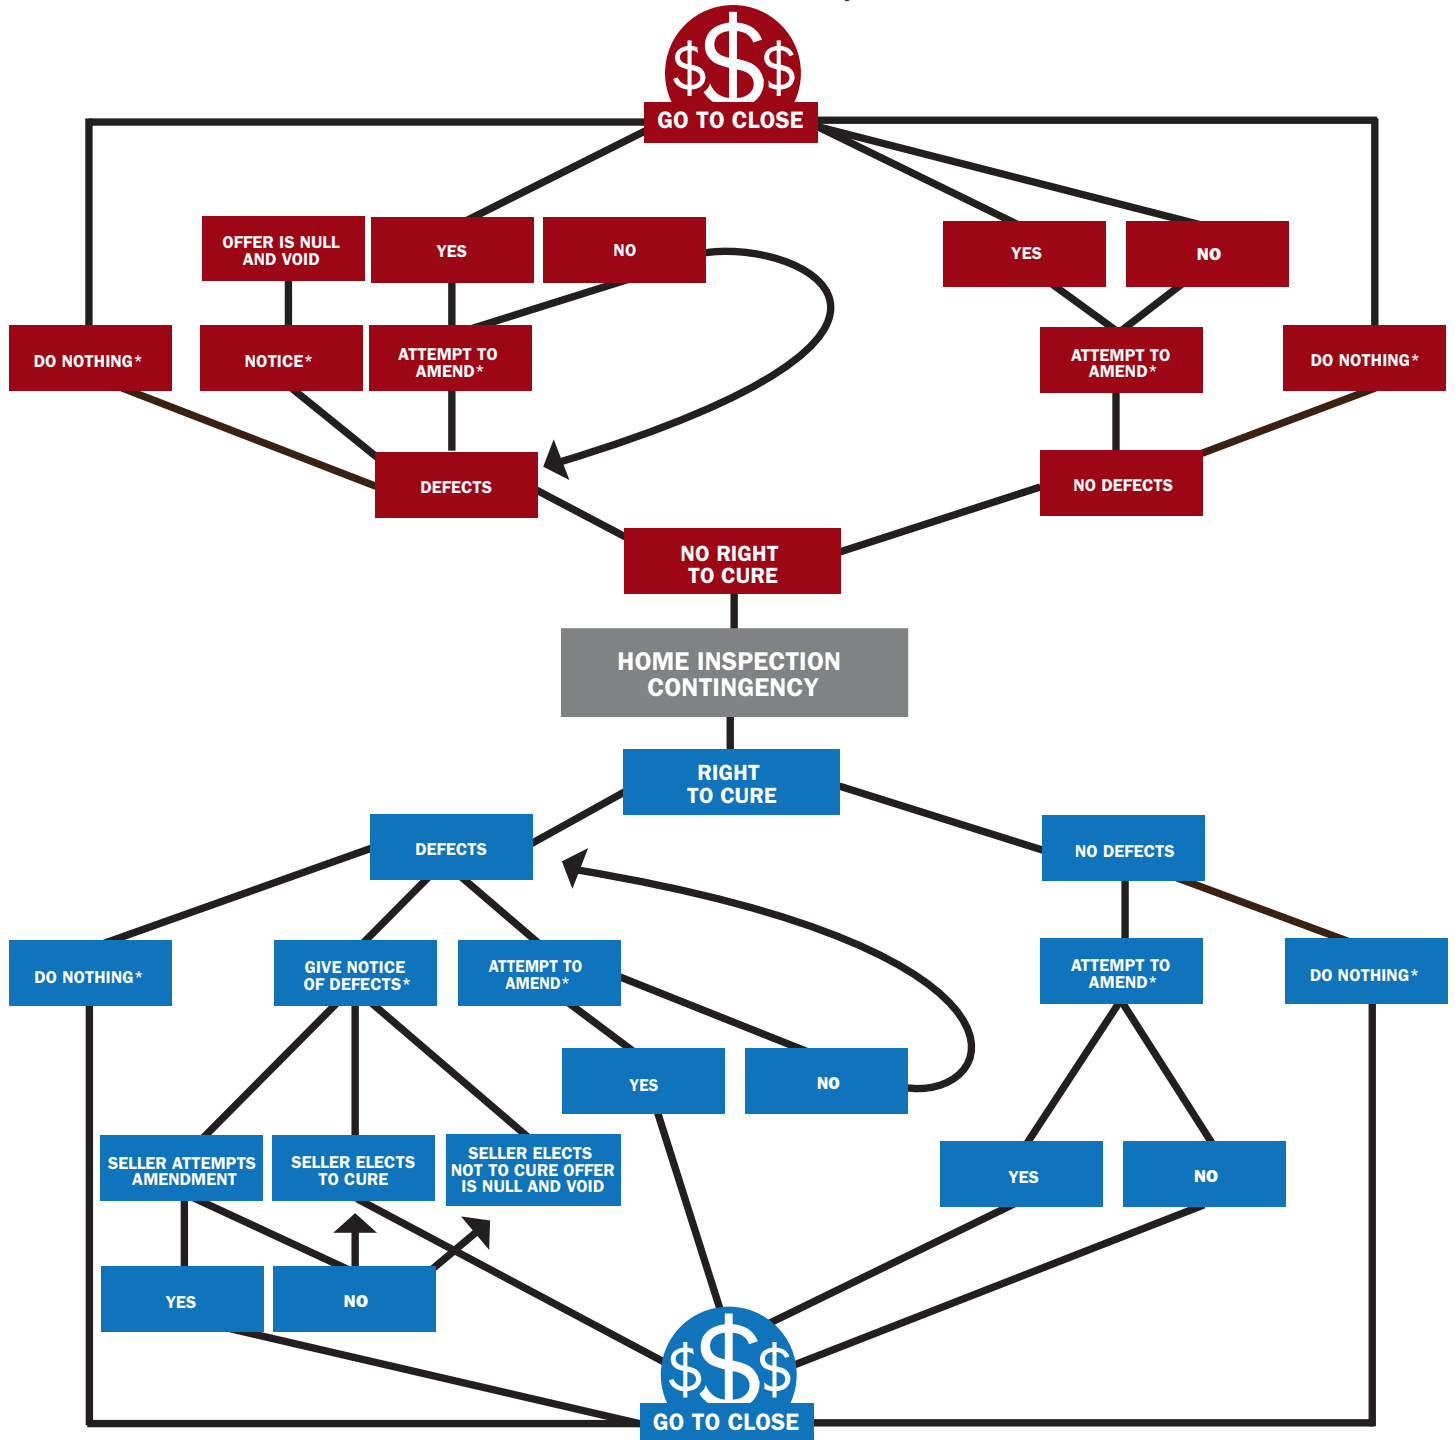 $$$
GO TO CLOSE
OFFER IS NULL
AND VOID
YES
NO
YES
NO
DO NOTHING*
NOTICE*
ATTEMPT TO
AMEND*
ATTEMPT TO
AMEND*
DO NOTHING*
DEFECTS
NO DEFECTS
NO RIGHT
TO CURE
HOME INSPECTION
CONTINGENCY
RIGHT
TO CURE
DEFECTS
NO DEFECTS
DO NOTHING*
GIVE NOTICE
OF DEFECTS*
ATTEMPT TO
AMEND*
ATTEMPT TO
AMEND*
DO NOTHING*
YES
NO
SELLER ATTEMPTS
AMENDMENT
SELLER ELECTS
TO CURE
SELLER ELECTS
NOT TO CURE OFFER
IS NULL AND VOID
YES
NO
YES
NO
$$$
GO TO CLOSE